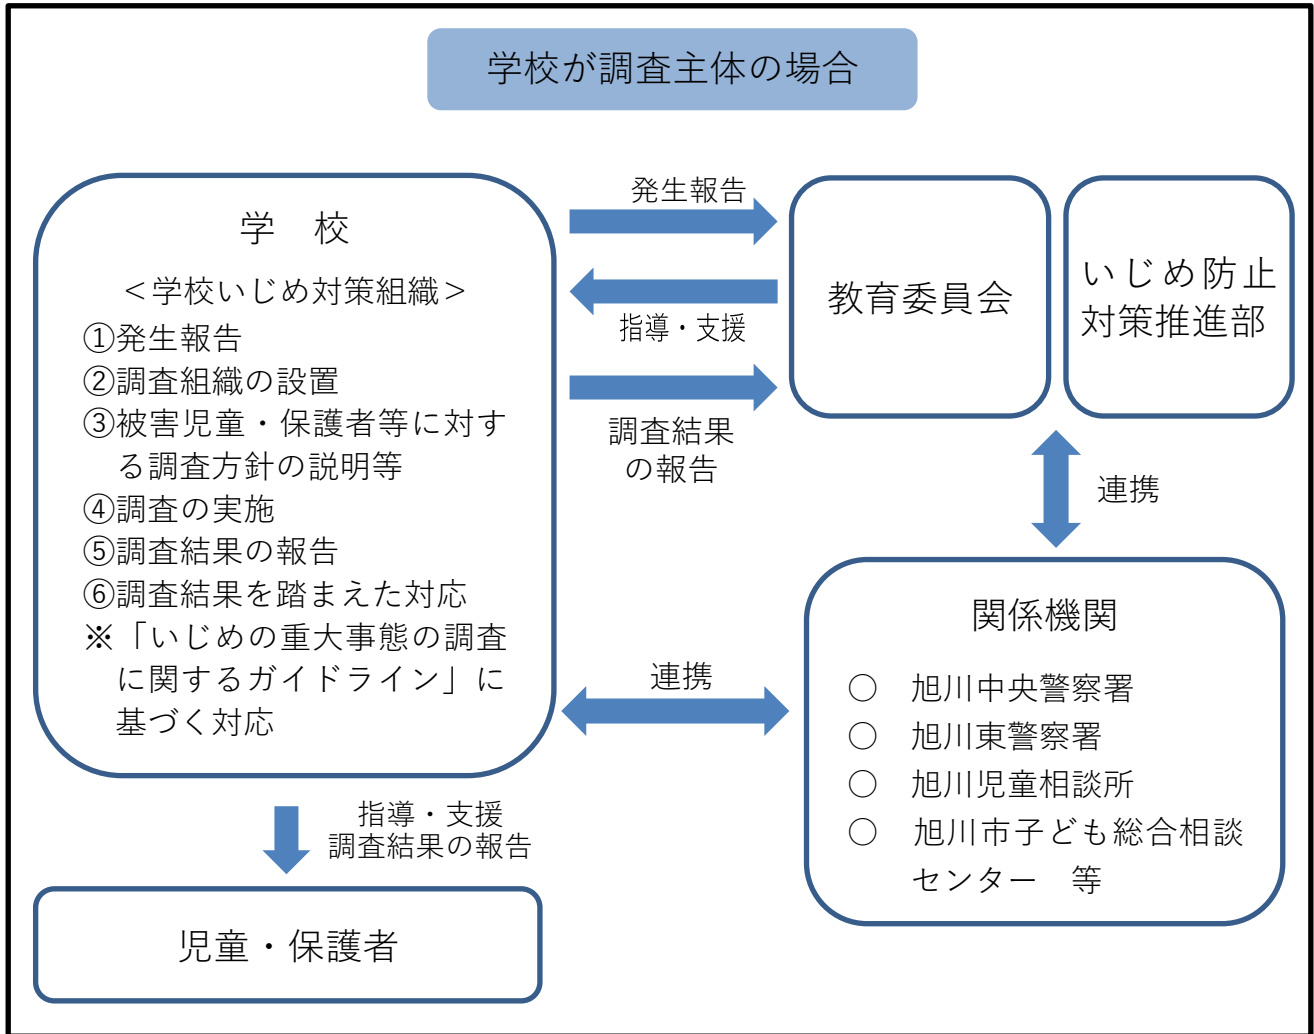 学校が調査主体の場合
学　校
＜学校いじめ対策組織＞
①発生報告
②調査組織の設置
③被害児童・保護者等に対す
る調査方針の説明等
④調査の実施
⑤調査結果の報告
⑥調査結果を踏まえた対応
※「いじめの重大事態の調査
に関するガイドライン」に
基づく対応
発生報告
指導・支援
調査結果
の報告
教育委員会
いじめ防止
対策推進部
連携
連携
関係機関
○　旭川中央警察署
○　旭川東警察署
○　旭川児童相談所
○　旭川市子ども総合相談
センター　等
指導・支援
調査結果の報告
児童・保護者